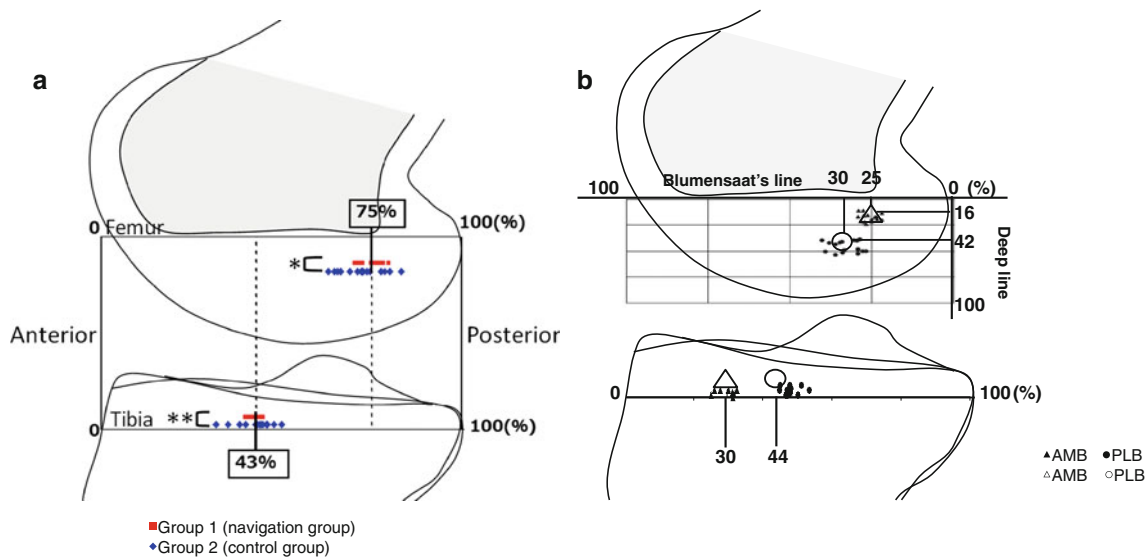 a
0 Femur
75%
100(%)
*
Anterior
Posterior
Tibia
**
0
100(%)
43%
■Group 1 (navigation group)
◆Group 2 (control group)
b
30 25
100 Blumensaat's line 0 (%)
16
42
Deep line
100
0
100 (%)
30 44
▲AMB ●PLB
△AMB ○PLB